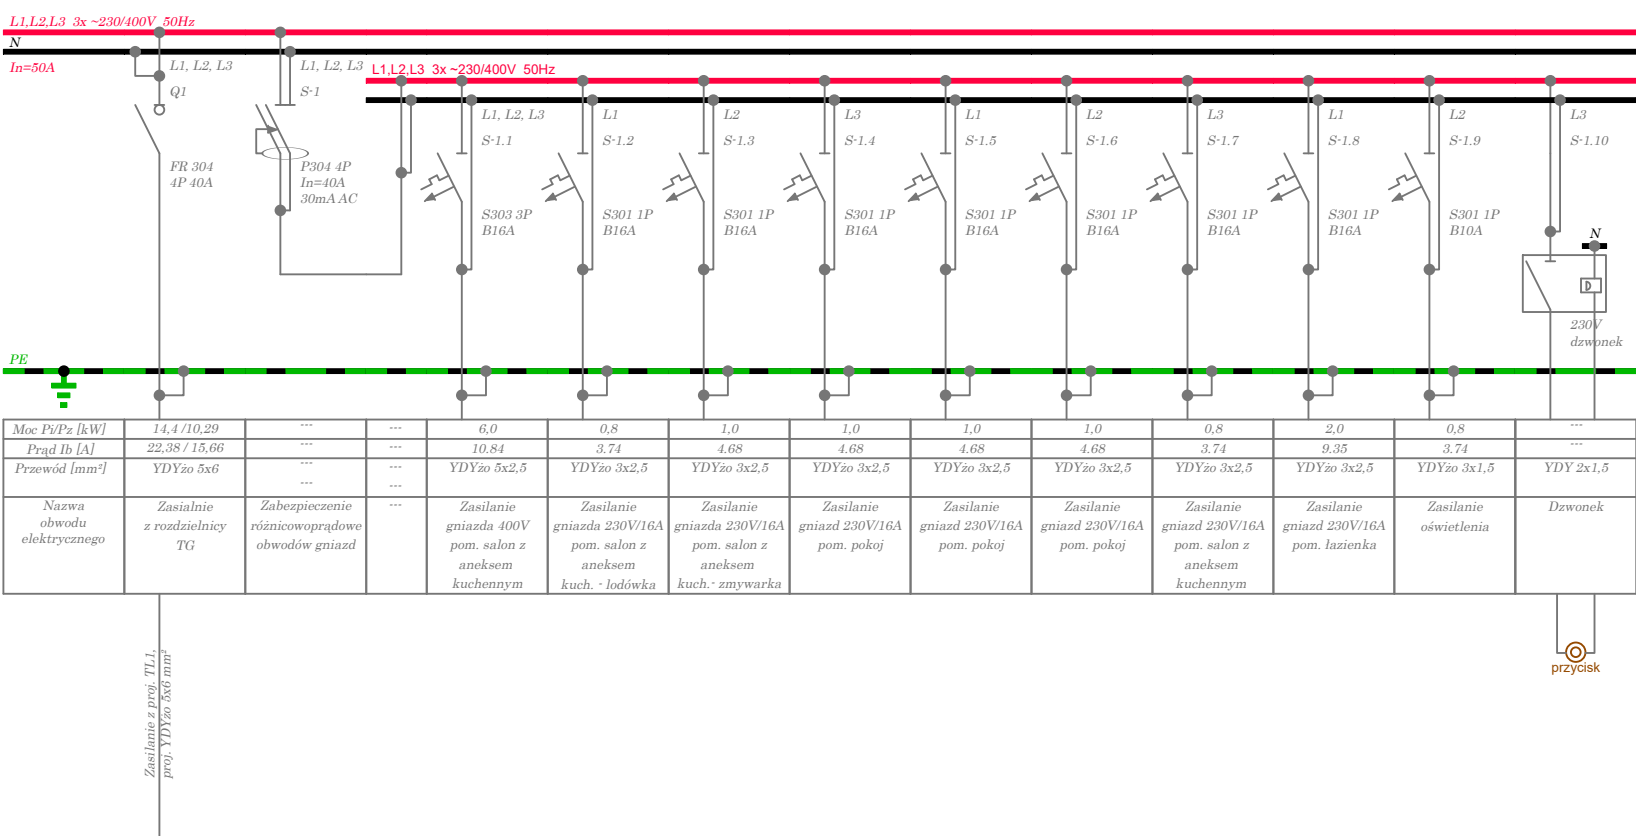 L1,L2,L3 3x ~230/400V 50Hz
N
In=50A
L1, L2, L3
Q1
FR 304
4P 40A
L1, L2, L3
S-1
P304 4P
In=40A
30mA AC
L1,L2,L3 3x ~230/400V 50Hz
L1, L2, L3
S-1.1
S303 3P
B16A
L1
S-1.2
S301 1P
B16A
L2
S-1.3
S301 1P
B16A
L3
S-1.4
S301 1P
B16A
L1
S-1.5
S301 1P
B16A
L2
S-1.6
S301 1P
B16A
L3
S-1.7
S301 1P
B16A
L1
S-1.8
S301 1P
B16A
L2
S-1.9
S301 1P
B10A
L3
S-1.10
N
D
230V
dzwonek
PE
Moc Pi/Pz [kW] 14,4 /10,29 --- --- 6,0 0,8 1,0 1,0 1,0 1,0 0,8 2,0 0,8 ---
Prąd Ib [A] 22,38 / 15,66 --- --- 10.84 3.74 4.68 4.68 4.68 4.68 3.74 9.35 3.74 ---
Przewód [mm²] YDYżo 5x6 --- --- YDYżo 5x2,5 YDYżo 3x2,5 YDYżo 3x2,5 YDYżo 3x2,5 YDYżo 3x2,5 YDYżo 3x2,5 YDYżo 3x2,5 YDYżo 3x2,5 YDYżo 3x1,5 YDY 2x1,5
--- ---
Nazwa
obwodu
elektrycznego
Zasialnie
z rozdzielnicy
TG
Zabezpieczenie
różnicowoprądowe
obwodów gniazd
---
Zasilanie
gniazda 400V
pom. salon z
aneksem
kuchennym
Zasilanie
gniazda 230V/16A
pom. salon z
aneksem
kuch. - lodówka
Zasilanie
gniazda 230V/16A
pom. salon z
aneksem
kuch.- zmywarka
Zasilanie
gniazd 230V/16A
pom. pokoj
Zasilanie
gniazd 230V/16A
pom. pokoj
Zasilanie
gniazd 230V/16A
pom. pokoj
Zasilanie
gniazd 230V/16A
pom. salon z
aneksem
kuchennym
Zasilanie
gniazd 230V/16A
pom. łazienka
Zasilanie
oświetlenia
Dzwonek
Zasilanie z proj. TL1,
proj. YDYżo 5x6 mm²
przycisk